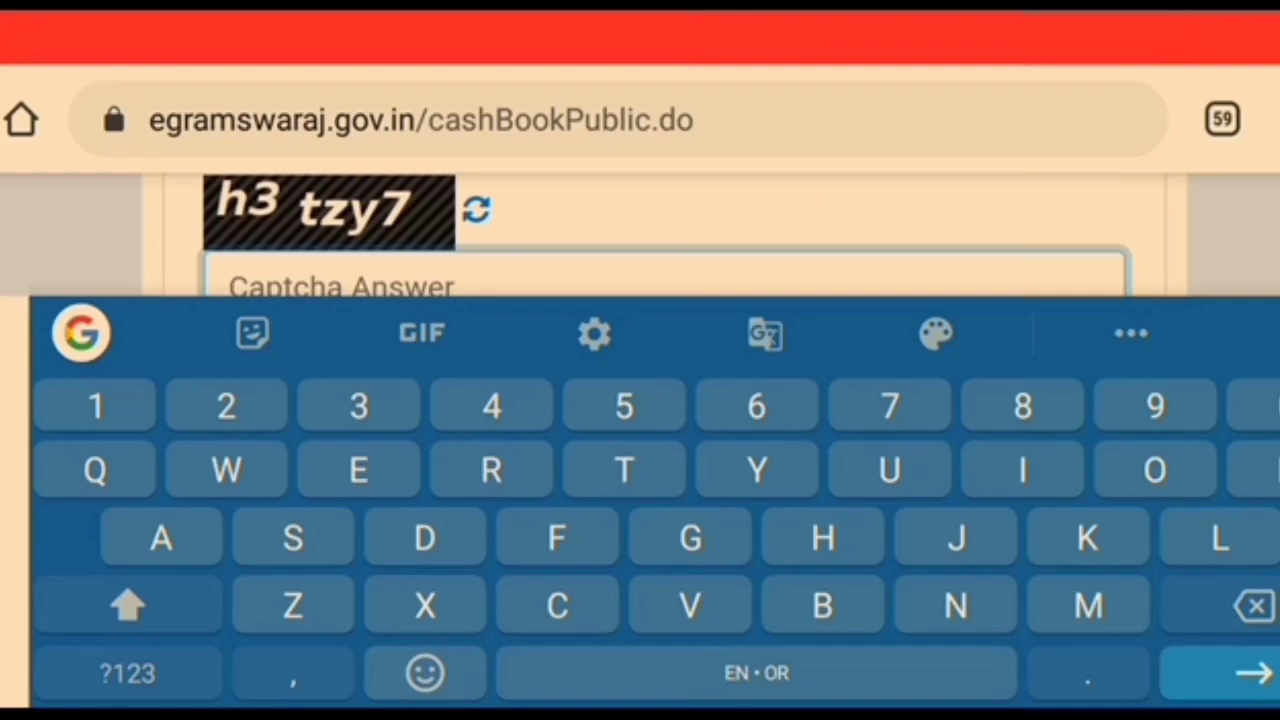 egramswaraj.gov.in/cashBookPublic.do
59
h3 tzy7
Captcha Answer
G GIF G
1 2 3 4 5 6 7 8 9
Q W E R T Y U I O
A S D F G H J K L
Z X C V B N M
?123 , EN • OR .